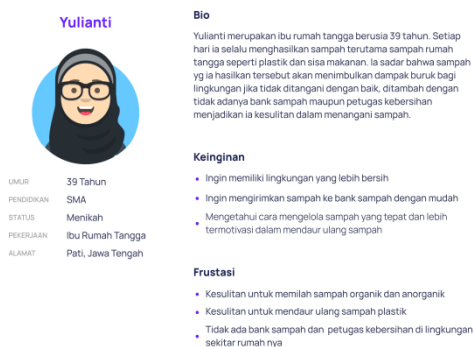 Yulianti
UMUR 39 Tahun
PENDIDIKAN SMA
STATUS Menikah
PEKERJAAN Ibu Rumah Tangga
ALAMAT Pati, Jawa Tengah
Bio
Yulianti merupakan ibu rumah tangga berusia 39 tahun. Setiap
hari ia selalu menghasilkan sampah terutama sampah rumah
tangga seperti plastik dan sisa makanan. Ia sadar bahwa sampah
yg ia hasilkan tersebut akan menimbulkan dampak buruk bagi
lingkungan jika tidak ditangani dengan baik, ditambah dengan
tidak adanya bank sampah maupun petugas kebersihan
menjadikan ia kesulitan dalam menangani sampah.
Keinginan
• Ingin memiliki lingkungan yang lebih bersih
• Ingin mengirimkan sampah ke bank sampah dengan mudah
• Mengetahui cara mengelola sampah yang tepat dan lebih
termotivasi dalam mendaur ulang sampah
Frustasi
• Kesulitan untuk memilah sampah organik dan anorganik
• Kesulitan untuk mendaur ulang sampah plastik
• Tidak ada bank sampah dan petugas kebersihan di lingkungan
sekitar rumah nya